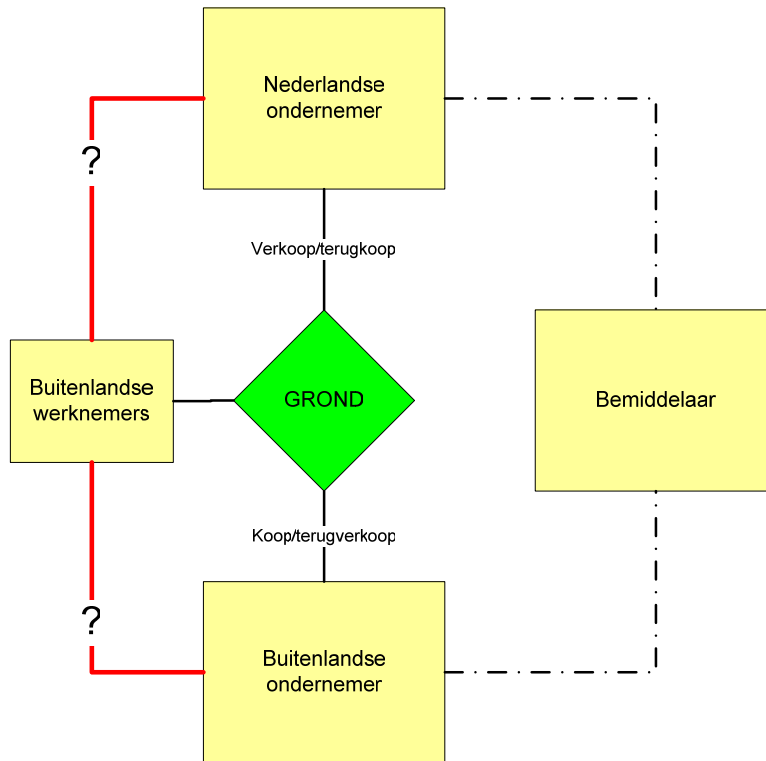 Nederlandse
ondernemer
?
Verkoop/terugkoop
Buitenlandse
werknemers
GROND
Bemiddelaar
Koop/terugverkoop
?
Buitenlandse
ondernemer